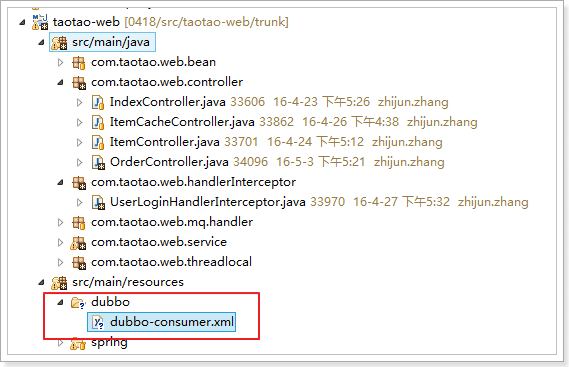 taotao-web [0418/src/taotao-web/trunk]
src/main/java
com.taotao.web.bean
com.taotao.web.controller
IndexController.java 33606 16-4-23 下午5:26 zhijun.zhang
ItemCacheController.java 33862 16-4-26 下午4:38 zhijun.zhang
ItemController.java 33701 16-4-24 下午5:12 zhijun.zhang
OrderController.java 34096 16-5-3 下午5:21 zhijun.zhang
com.taotao.web.handlerInterceptor
UserLoginHandlerInterceptor.java 33970 16-4-27 下午5:32 zhijun.zhang
com.taotao.web.mq.handler
com.taotao.web.service
com.taotao.web.threadlocal
src/main/resources
dubbo
dubbo-consumer.xml
spring